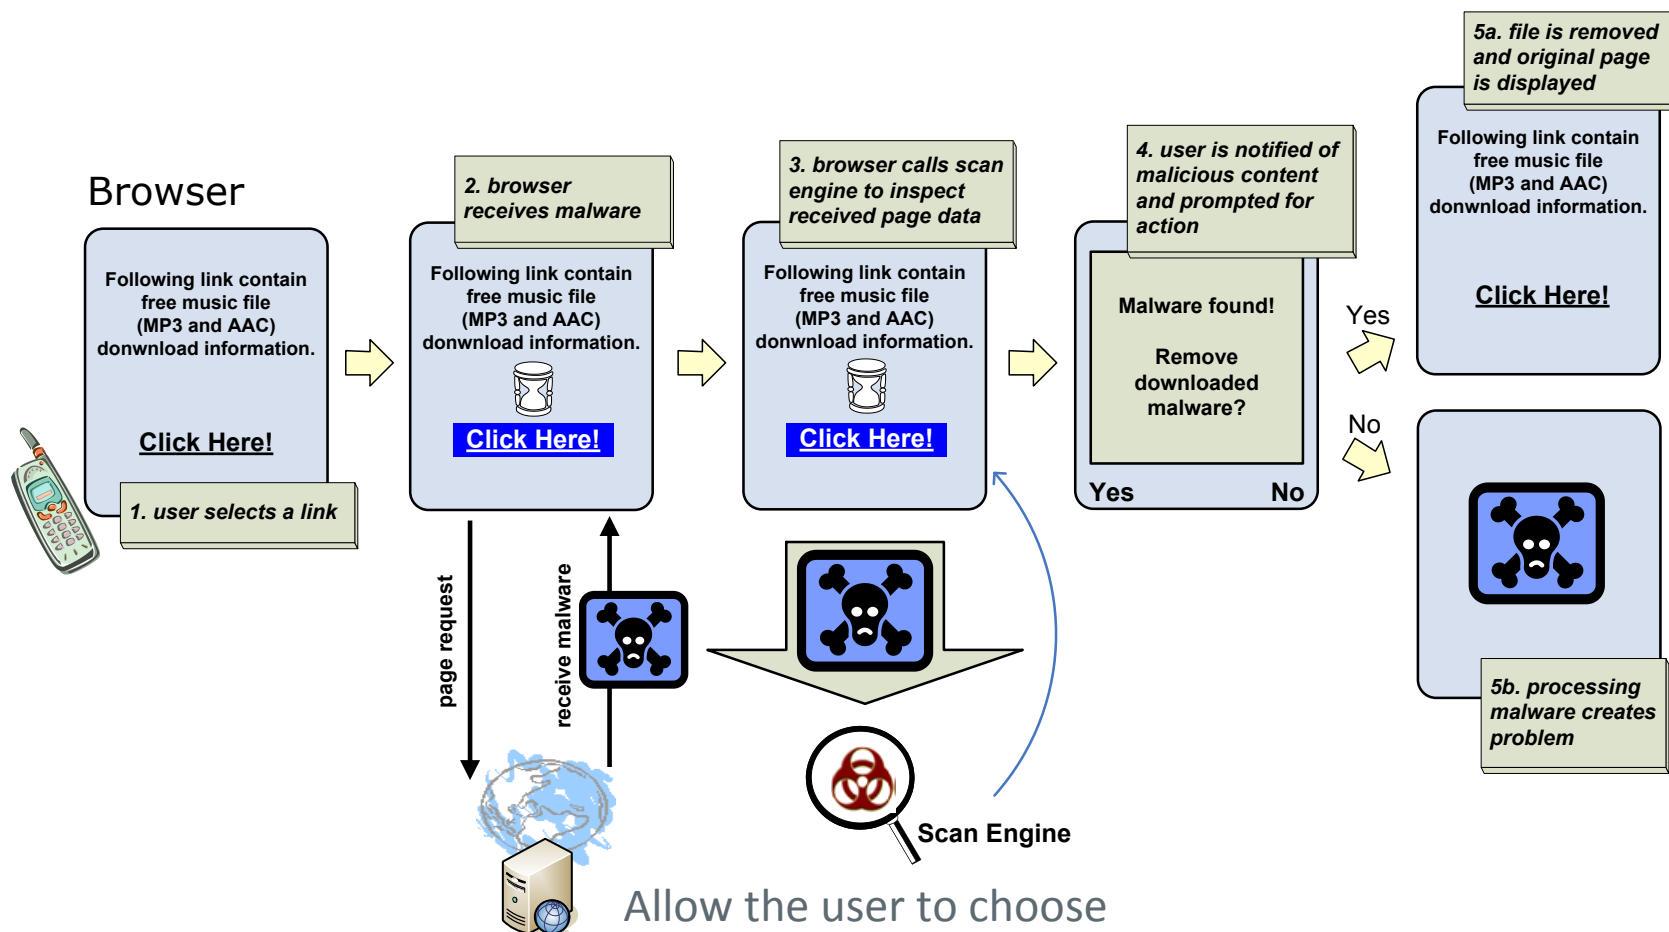 Browser
Following link contain
free music file
(MP3 and AAC)
donwnload information.
Click Here!
1. user selects a link
2. browser
receives malware
Following link contain
free music file
(MP3 and AAC)
donwnload information.
Click Here!
page request
receive malware
3. browser calls scan
engine to inspect
received page data
Following link contain
free music file
(MP3 and AAC)
donwnload information.
Click Here!
Scan Engine
4. user is notified of
malicious content
and prompted for
action
Malware found!
Remove
downloaded
malware?
Yes
No
Yes
No
5a. file is removed
and original page
is displayed
Following link contain
free music file
(MP3 and AAC)
donwnload information.
Click Here!
5b. processing
malware creates
problem
Allow the user to choose